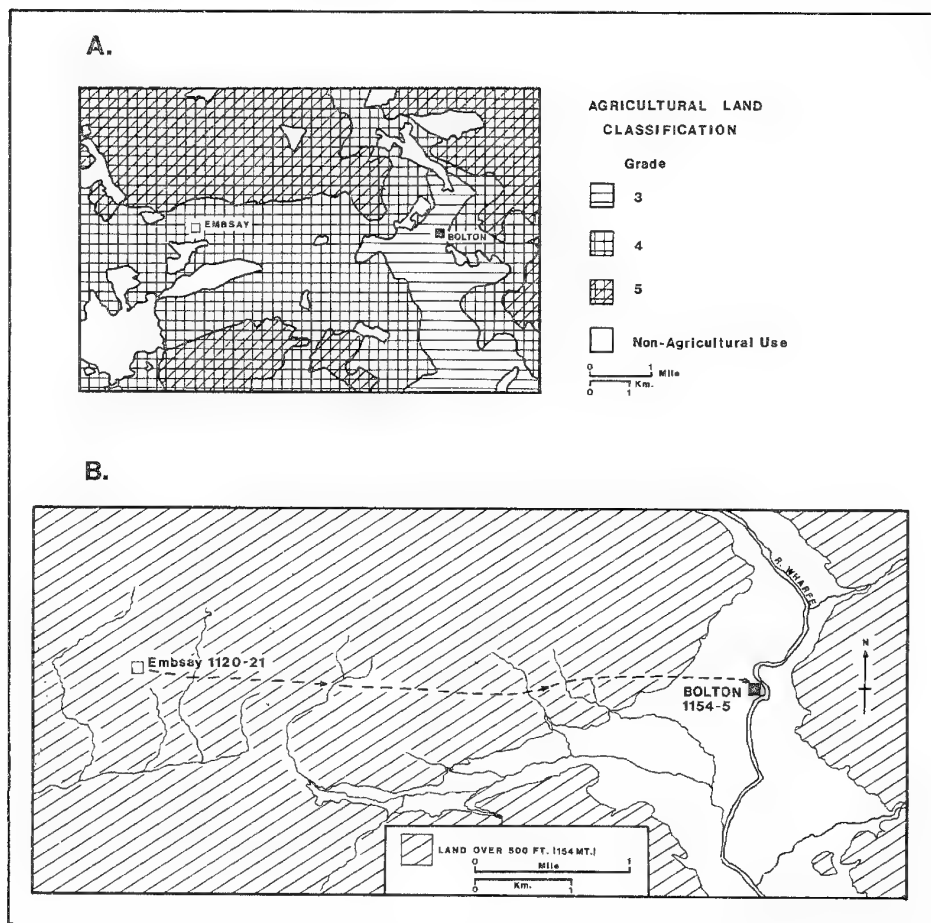 A.
AGRICULTURAL LAND
CLASSIFICATION
Grade
3
4
5
Non-Agricultural Use
0 1
Mile
0 1
Km.
EMBSAY
BOLTON
B.
R. WHARFE
N
Embsay 1120-21
BOLTON
1154-5
LAND OVER 500 FT. (154 MT.)
0 1
Mile
0 1
Km.